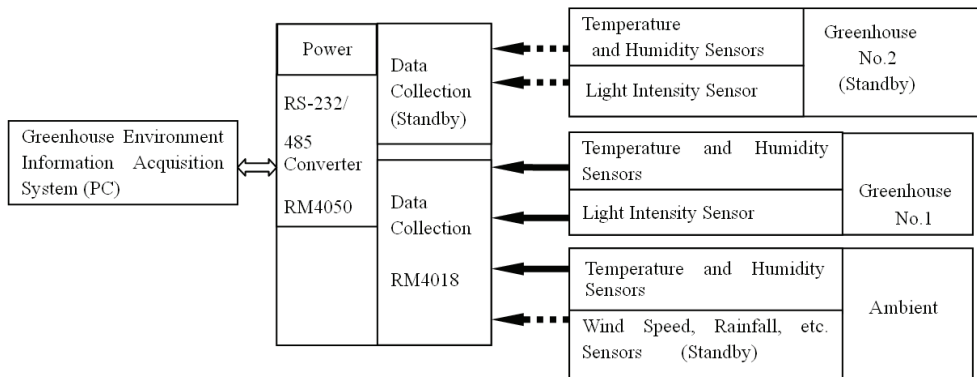 Greenhouse Environment
Information Acquisition
System (PC)
Power
RS-232/
485
Converter
RM4050
Data
Collection
(Standby)
Data
Collection
RM4018
Temperature
and Humidity Sensors
Light Intensity Sensor
Greenhouse
No.2
(Standby)
Temperature and Humidity
Sensors
Light Intensity Sensor
Greenhouse
No.1
Temperature and Humidity
Sensors
Wind Speed, Rainfall, etc.
Sensors (Standby)
Ambient